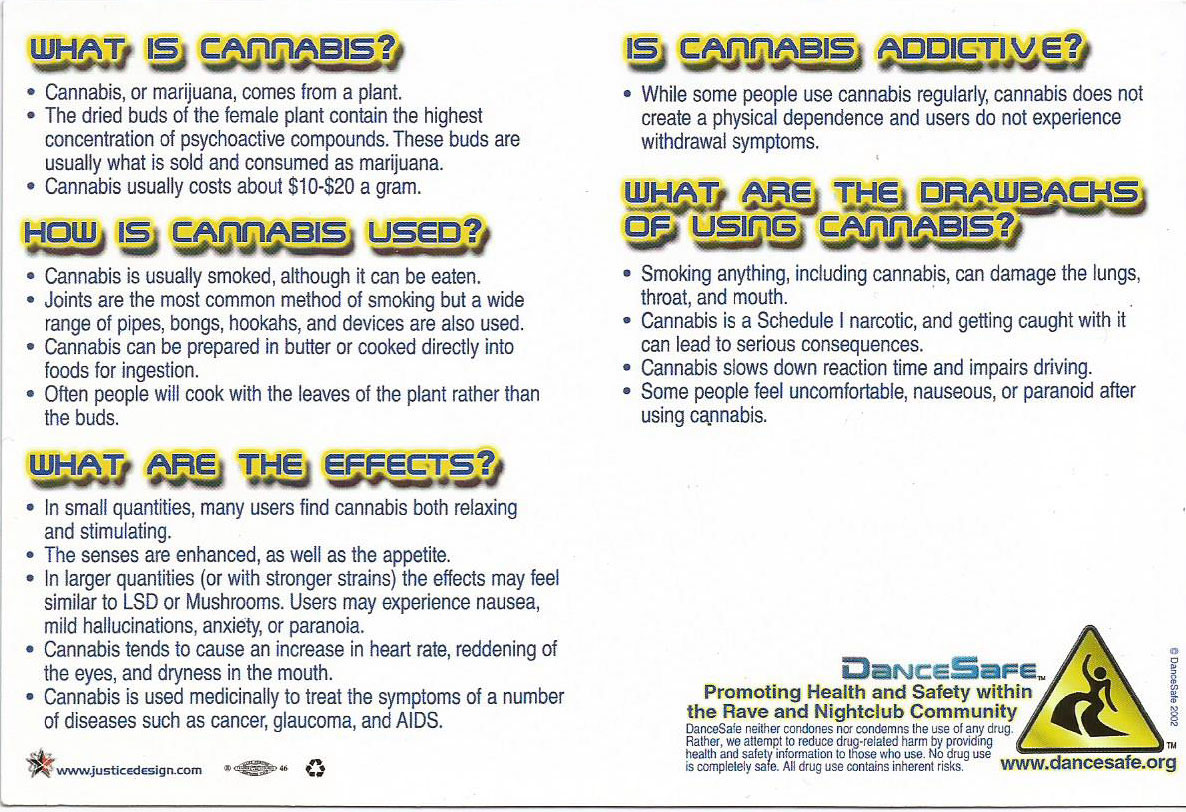 WHAT IS CANNABIS?
• Cannabis, or marijuana, comes from a plant.
• The dried buds of the female plant contain the highest
concentration of psychoactive compounds. These buds are
usually what is sold and consumed as marijuana.
• Cannabis usually costs about $10-$20 a gram.
HOW IS CANNABIS USED?
• Cannabis is usually smoked, although it can be eaten.
• Joints are the most common method of smoking but a wide
range of pipes, bongs, hookahs, and devices are also used.
• Cannabis can be prepared in butter or cooked directly into
foods for ingestion.
• Often people will cook with the leaves of the plant rather than
the buds.
WHAT ARE THE EFFECTS?
• In small quantities, many users find cannabis both relaxing
and stimulating.
• The senses are enhanced, as well as the appetite.
• In larger quantities (or with stronger strains) the effects may feel
similar to LSD or Mushrooms. Users may experience nausea,
mild hallucinations, anxiety, or paranoia.
• Cannabis tends to cause an increase in heart rate, reddening of
the eyes, and dryness in the mouth.
• Cannabis is used medicinally to treat the symptoms of a number
of diseases such as cancer, glaucoma, and AIDS.
www.justicedesign.com
® 46
IS CANNABIS ADDICTIVE?
• While some people use cannabis regularly, cannabis does not
create a physical dependence and users do not experience
withdrawal symptoms.
WHAT ARE THE DRAWBACKS
OF USING CANNABIS?
• Smoking anything, including cannabis, can damage the lungs,
throat, and mouth.
• Cannabis is a Schedule I narcotic, and getting caught with it
can lead to serious consequences.
• Cannabis slows down reaction time and impairs driving.
• Some people feel uncomfortable, nauseous, or paranoid after
using cannabis.
DANCESAFE™
Promoting Health and Safety within
the Rave and Nightclub Community
DanceSafe neither condones nor condemns the use of any drug.
Rather, we attempt to reduce drug-related harm by providing
health and safety information to those who use. No drug use
is completely safe. All drug use contains inherent risks.
TM
www.dancesafe.org
© DanceSafe 2002